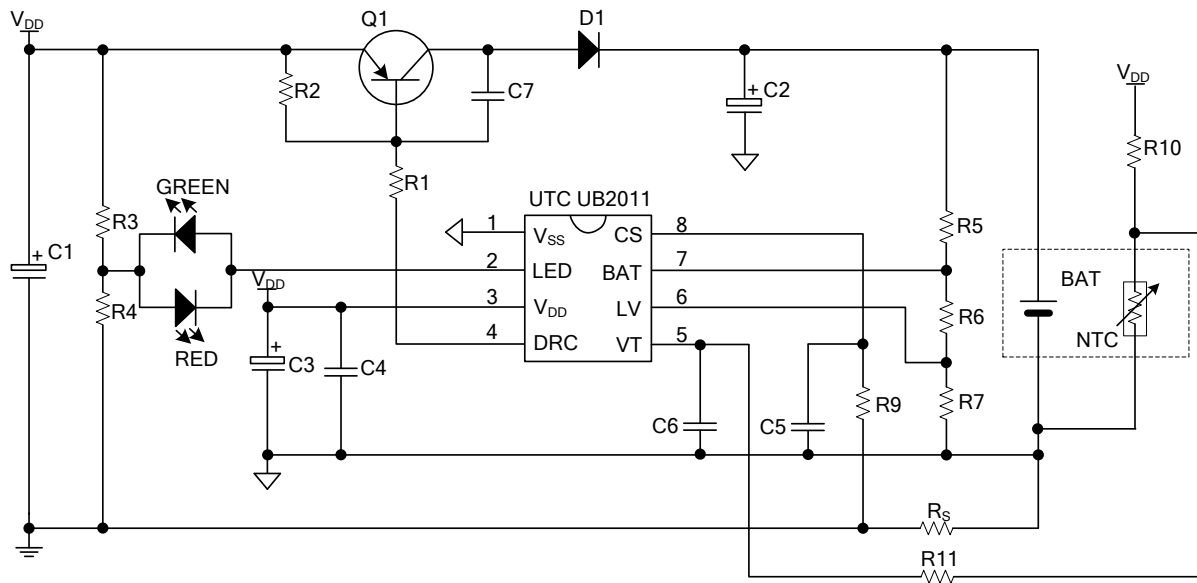 VDD
Q1
D1
R2
C7
C2
VDD
R10
R1
GREEN
UTC UB2011
R3
1
VSS
CS
8
R5
C1
2
LED
BAT
7
BAT
VDD
R4
3
VDD
LV
6
R6
RED
4
DRC
VT
5
NTC
C3
C4
R9
R7
C6
C5
RS
R11
+
+
+